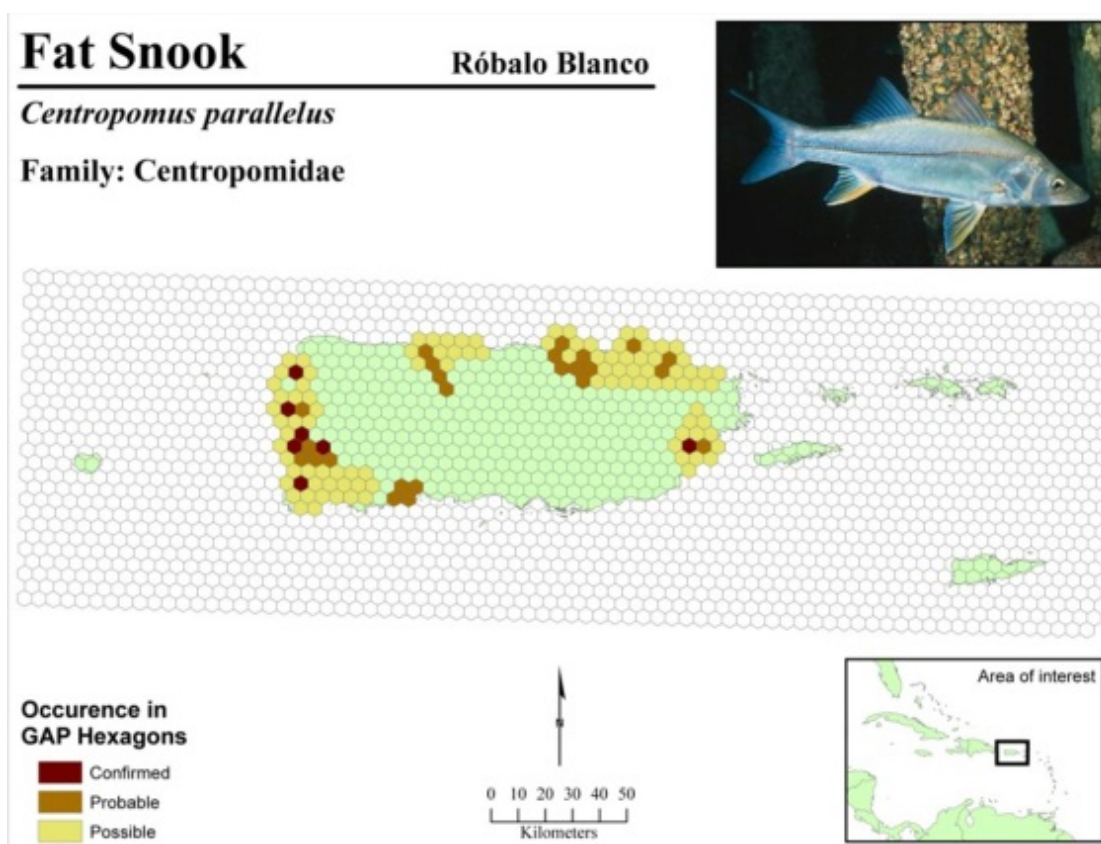 Fat Snook
Róbalo Blanco
Centropomus parallelus
Family: Centropomidae
Area of interest
Occurence in
GAP Hexagons
Confirmed
Probable
Possible
N
0 10 20 30 40 50
Kilometers